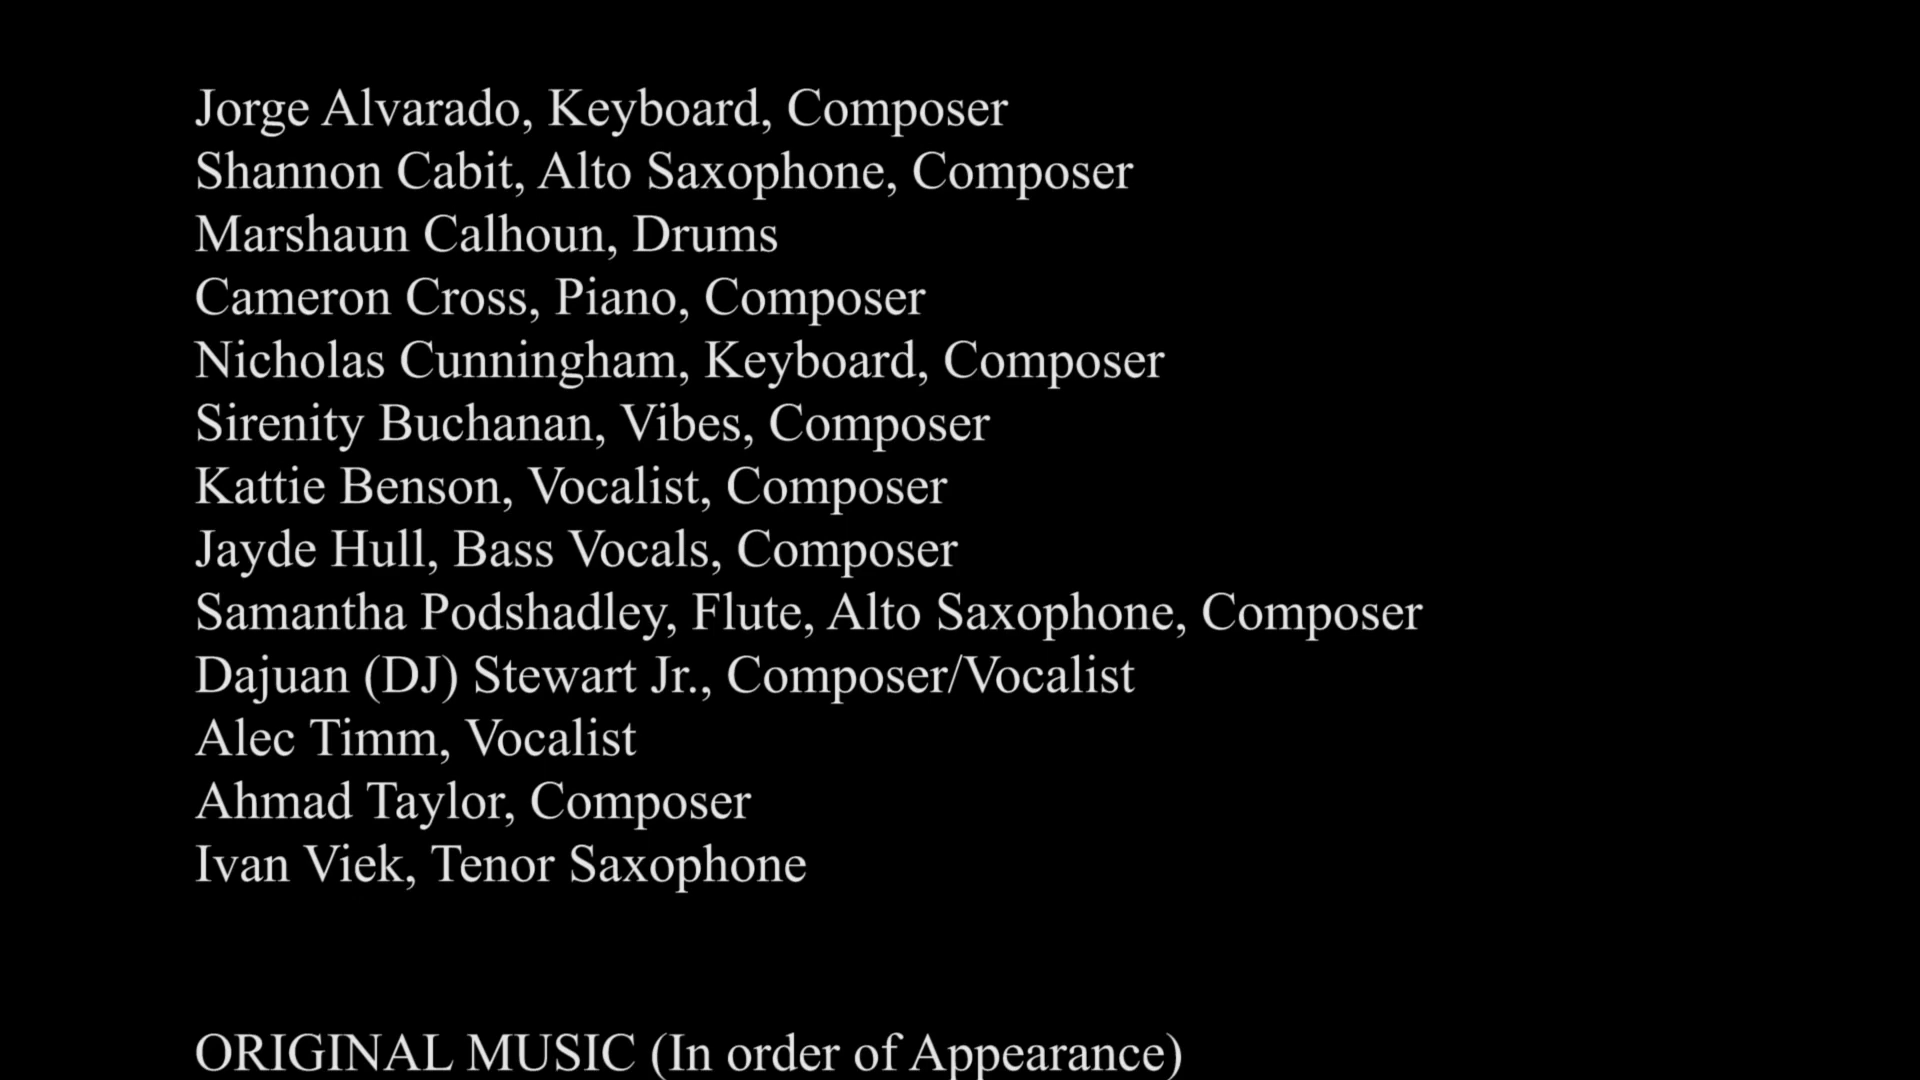 Jorge Alvarado, Keyboard, Composer
Shannon Cabit, Alto Saxophone, Composer
Marshaun Calhoun, Drums
Cameron Cross, Piano, Composer
Nicholas Cunningham, Keyboard, Composer
Sirenity Buchanan, Vibes, Composer
Kattie Benson, Vocalist, Composer
Jayde Hull, Bass Vocals, Composer
Samantha Podshadley, Flute, Alto Saxophone, Composer
Dajuan (DJ) Stewart Jr., Composer/Vocalist
Alec Timm, Vocalist
Ahmad Taylor, Composer
Ivan Viek, Tenor Saxophone
ORIGINAL MUSIC (In order of Appearance)